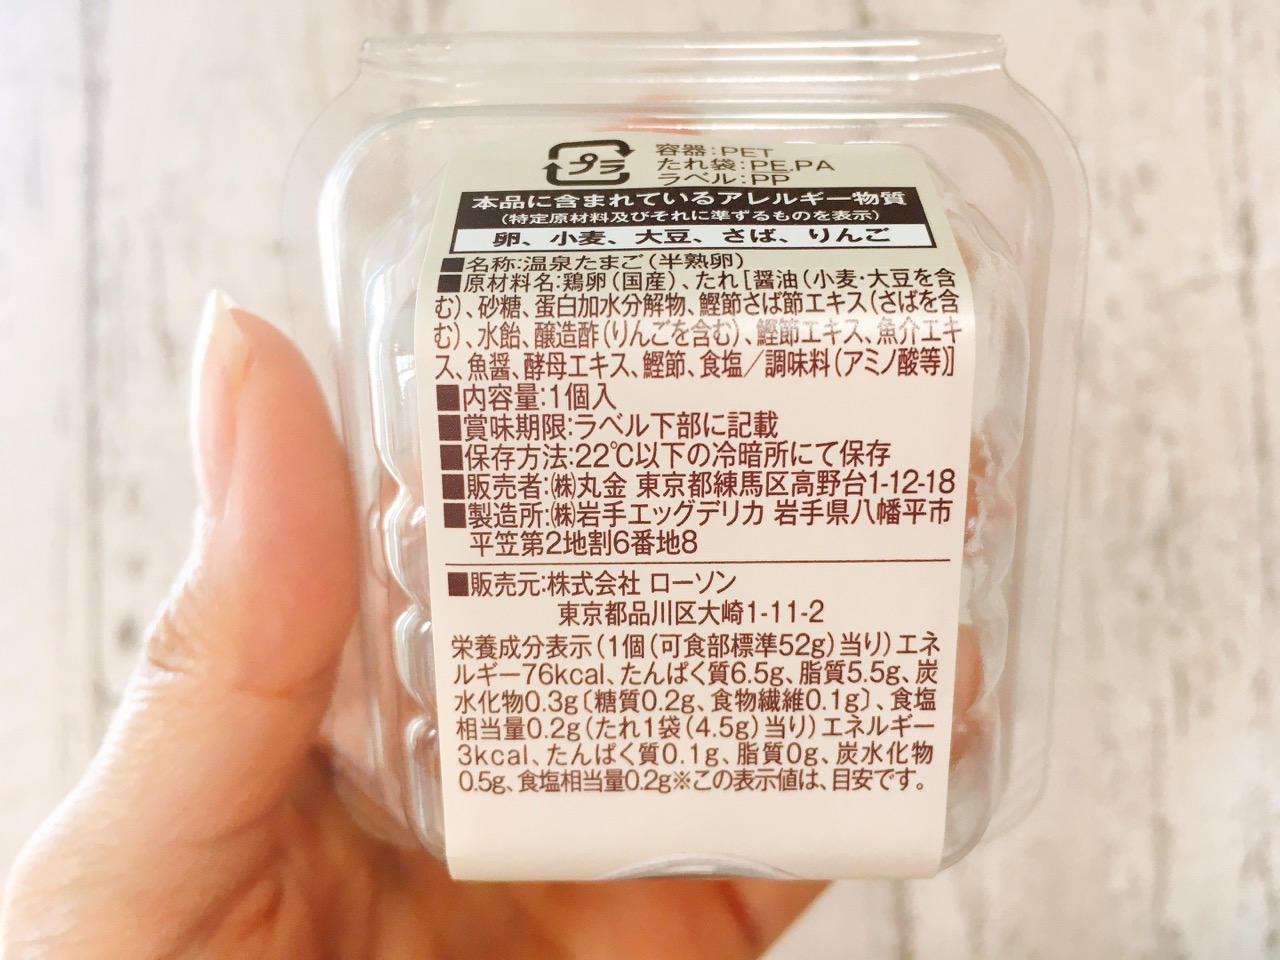 プラ
容器:PET
たれ袋:PE,PA
ラベル:PP
本品に含まれているアレルギー物質
(特定原材料及びそれに準ずるものを表示)
卵、小麦、大豆、さば、りんご
■名称:温泉たまご(半熟卵)
■原材料名:鶏卵(国産)、たれ[醤油(小麦・大豆を含
む)、砂糖、蛋白加水分解物、鰹節さば節エキス(さばを含
む)、水飴、醸造酢(りんごを含む)、鰹節エキス、魚介エキ
ス、魚醤、酵母エキス、鰹節、食塩／調味料(アミノ酸等)]
■内容量:1個入
■賞味期限:ラベル下部に記載
■保存方法:22℃以下の冷暗所にて保存
■販売者:㈱丸金 東京都練馬区高野台1-12-18
■製造所:㈱岩手エッグデリカ 岩手県八幡平市
平笠第2地割6番地8
■販売元:株式会社 ローソン
東京都品川区大崎1-11-2
栄養成分表示(1個(可食部標準52g)当り)エネ
ルギー76kcal、たんぱく質6.5g、脂質5.5g、炭
水化物0.3g〔糖質0.2g、食物繊維0.1g〕、食塩
相当量0.2g(たれ1袋(4.5g)当り)エネルギー
3kcal、たんぱく質0.1g、脂質0g、炭水化物
0.5g、食塩相当量0.2g※この表示値は、目安です。